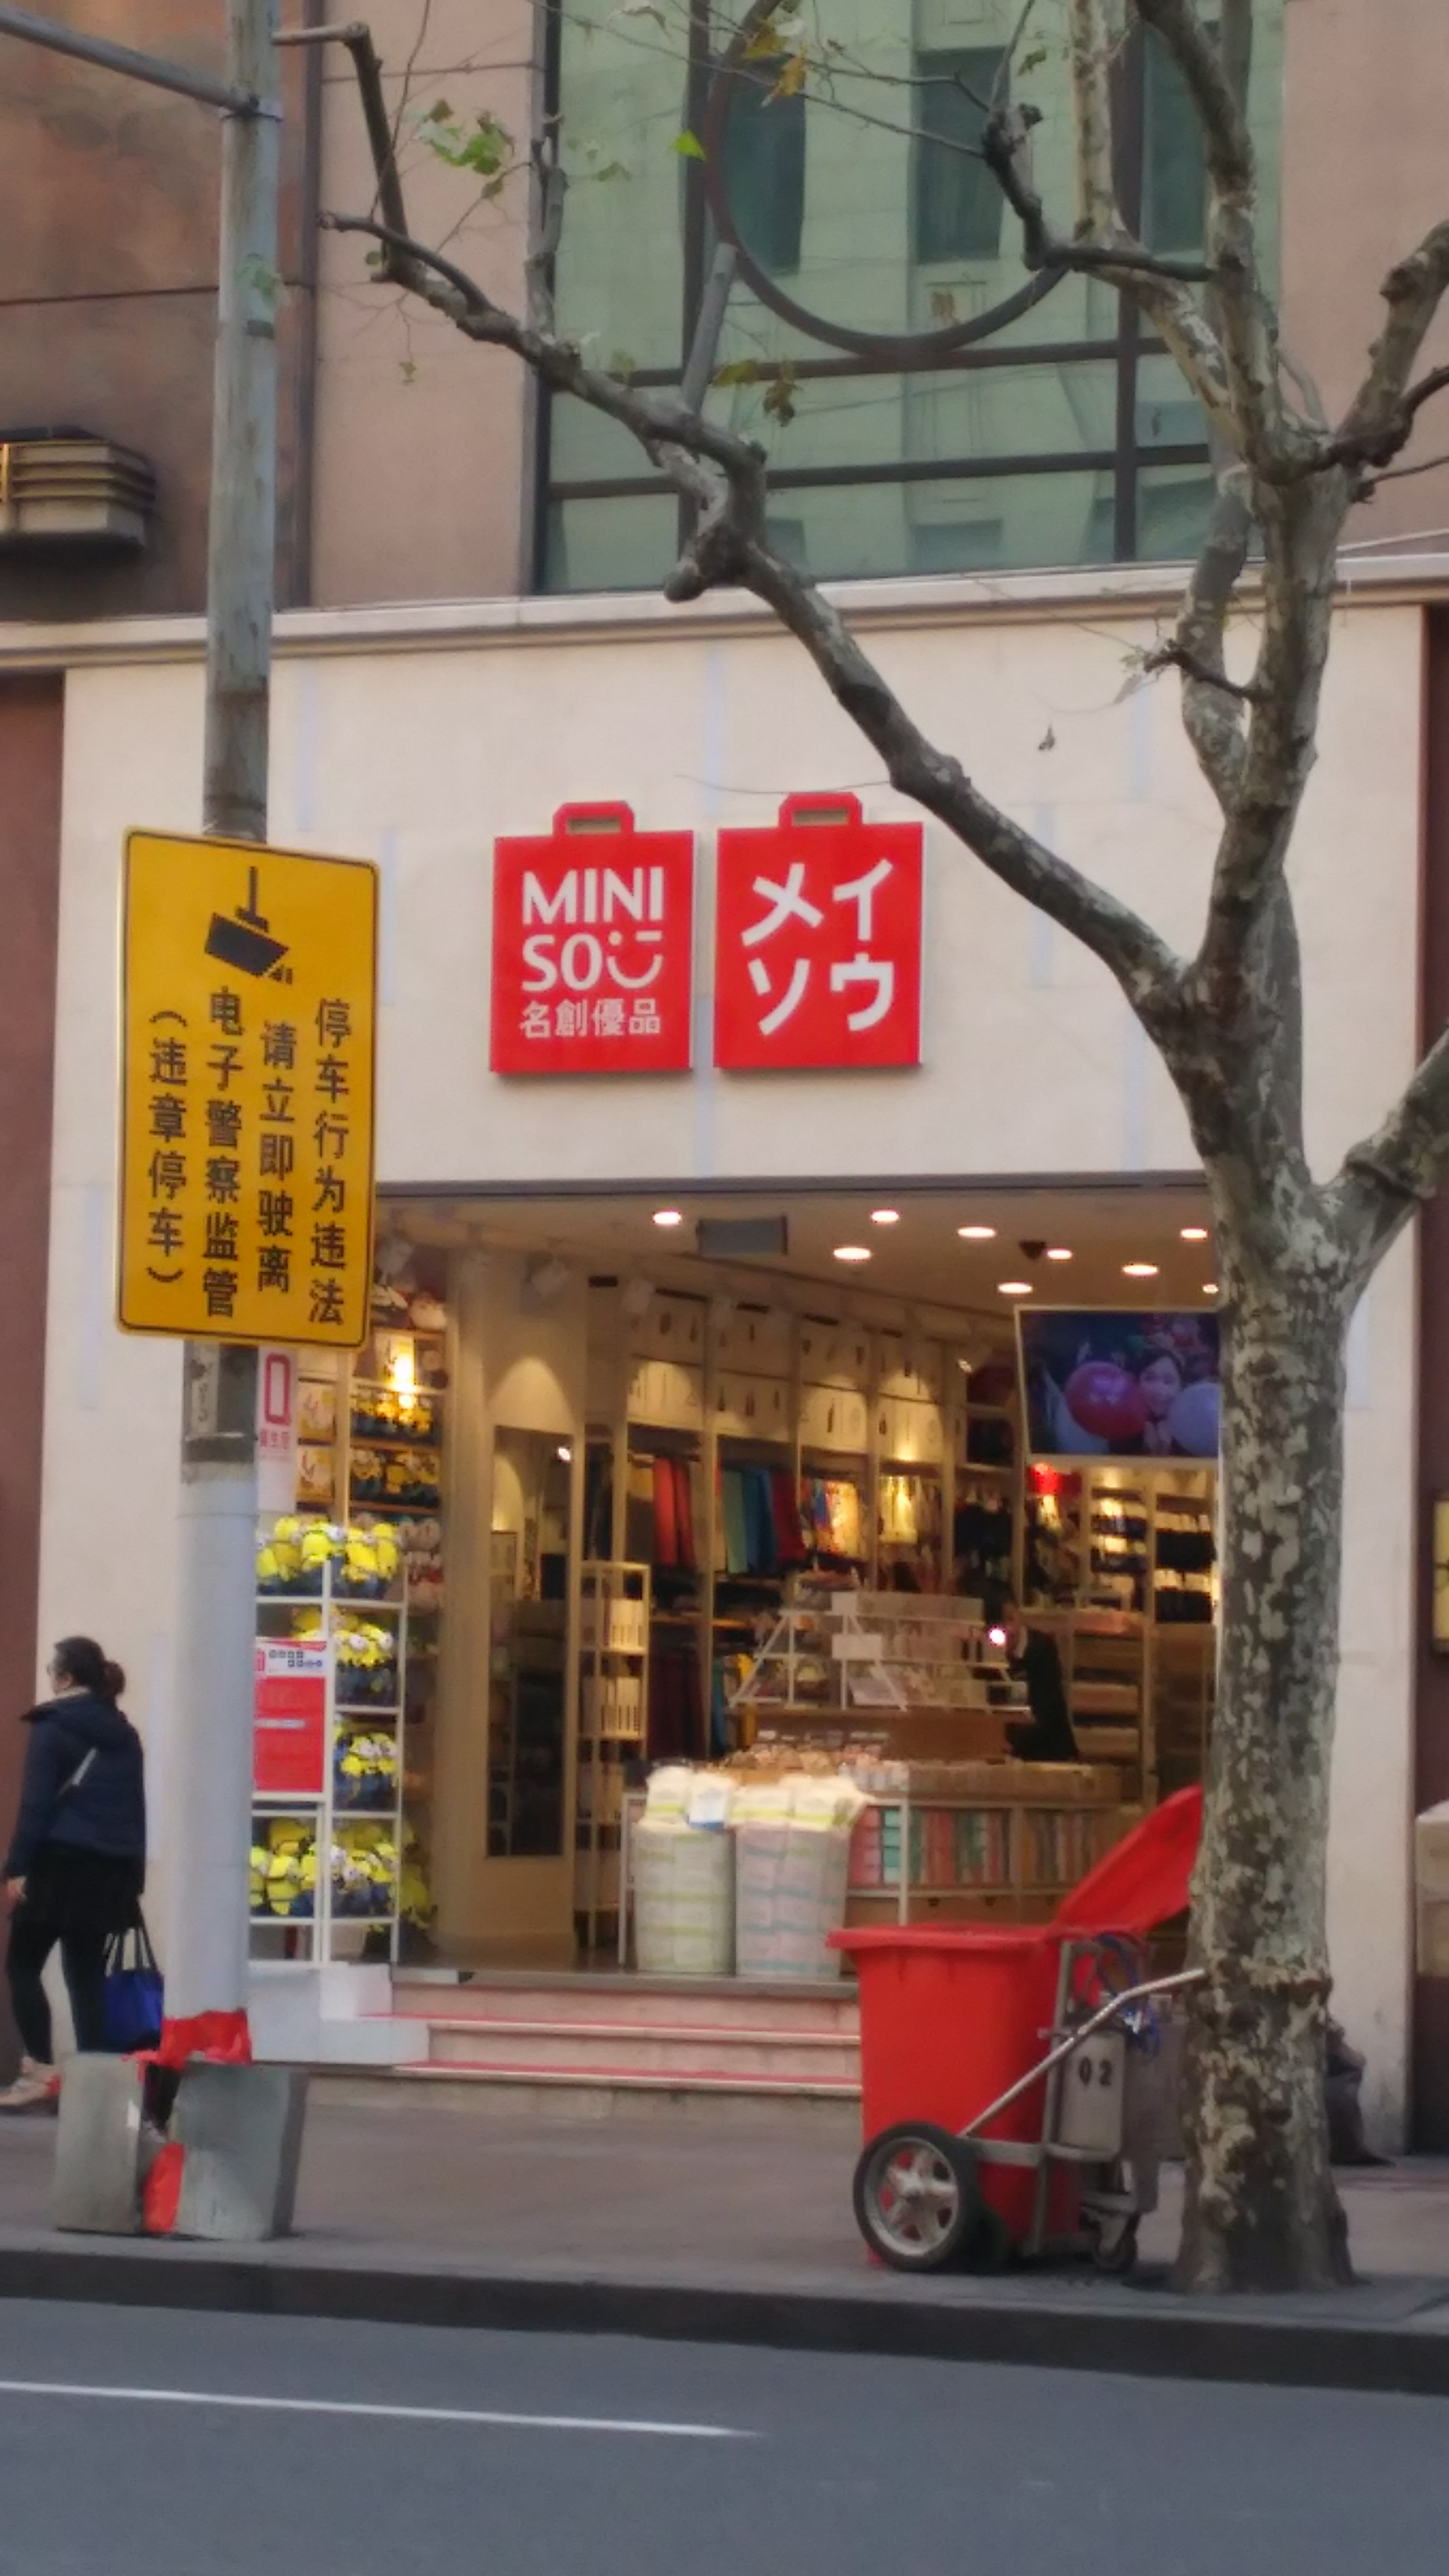 MINI
SO
名創優品
メイ
ソウ
停车行为违法
请立即驶离
电子警察监管
（违章停车）
02